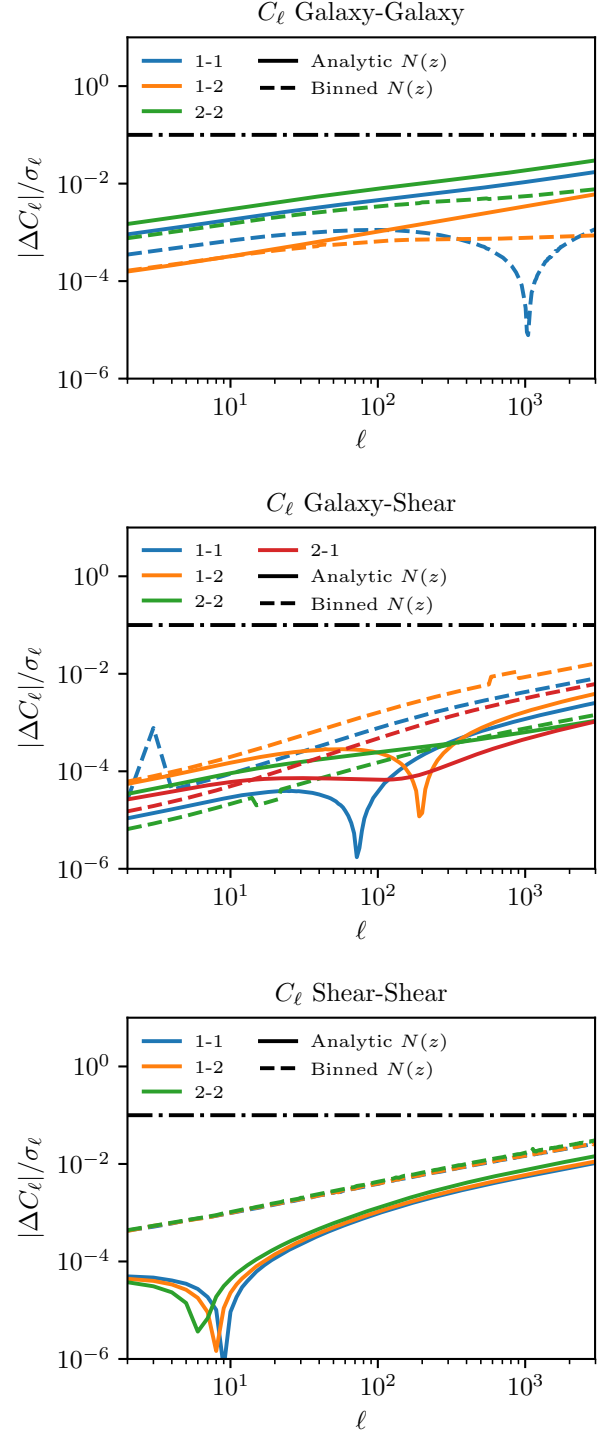 C_ℓ Galaxy-Galaxy
1-1
1-2
2-2
Analytic N(z)
Binned N(z)
|ΔC_ℓ|/σ_ℓ
10^0
10^−2
10^−4
10^−6
10^1 10^2 10^3
ℓ
C_ℓ Galaxy-Shear
1-1
1-2
2-2
2-1
Analytic N(z)
Binned N(z)
|ΔC_ℓ|/σ_ℓ
10^0
10^−2
10^−4
10^−6
10^1 10^2 10^3
ℓ
C_ℓ Shear-Shear
1-1
1-2
2-2
Analytic N(z)
Binned N(z)
|ΔC_ℓ|/σ_ℓ
10^0
10^−2
10^−4
10^−6
10^1 10^2 10^3
ℓ